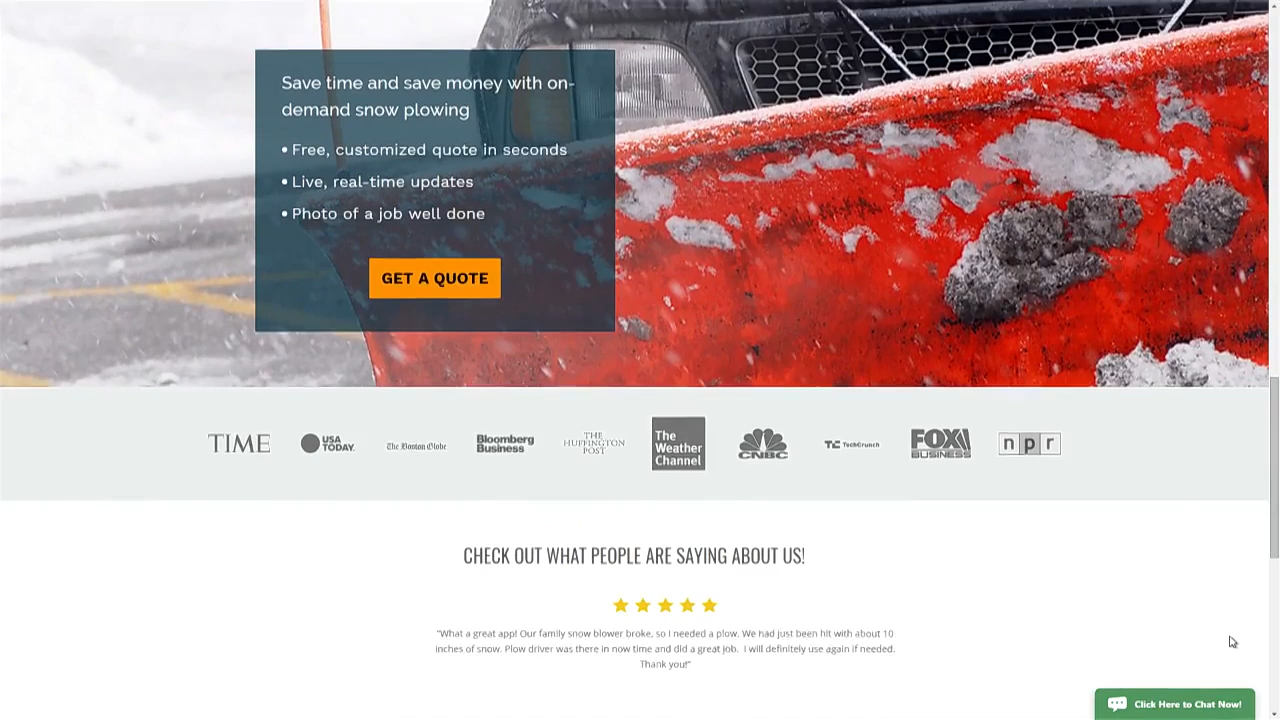 Save time and save money with on-
demand snow plowing
• Free, customized quote in seconds
• Live, real-time updates
• Photo of a job well done
GET A QUOTE
TIME
USA
TODAY
The Boston Globe
Bloomberg
Business
THE
HUFFINGTON
POST
The
Weather
Channel
CNBC
TC TechCrunch
FOX
BUSINESS
n p r
CHECK OUT WHAT PEOPLE ARE SAYING ABOUT US!
"What a great app! Our family snow blower broke, so I needed a plow. We had just been hit with about 10
inches of snow. Plow driver was there in now time and did a great job. I will definitely use again if needed.
Thank you!"
Click Here to Chat Now!